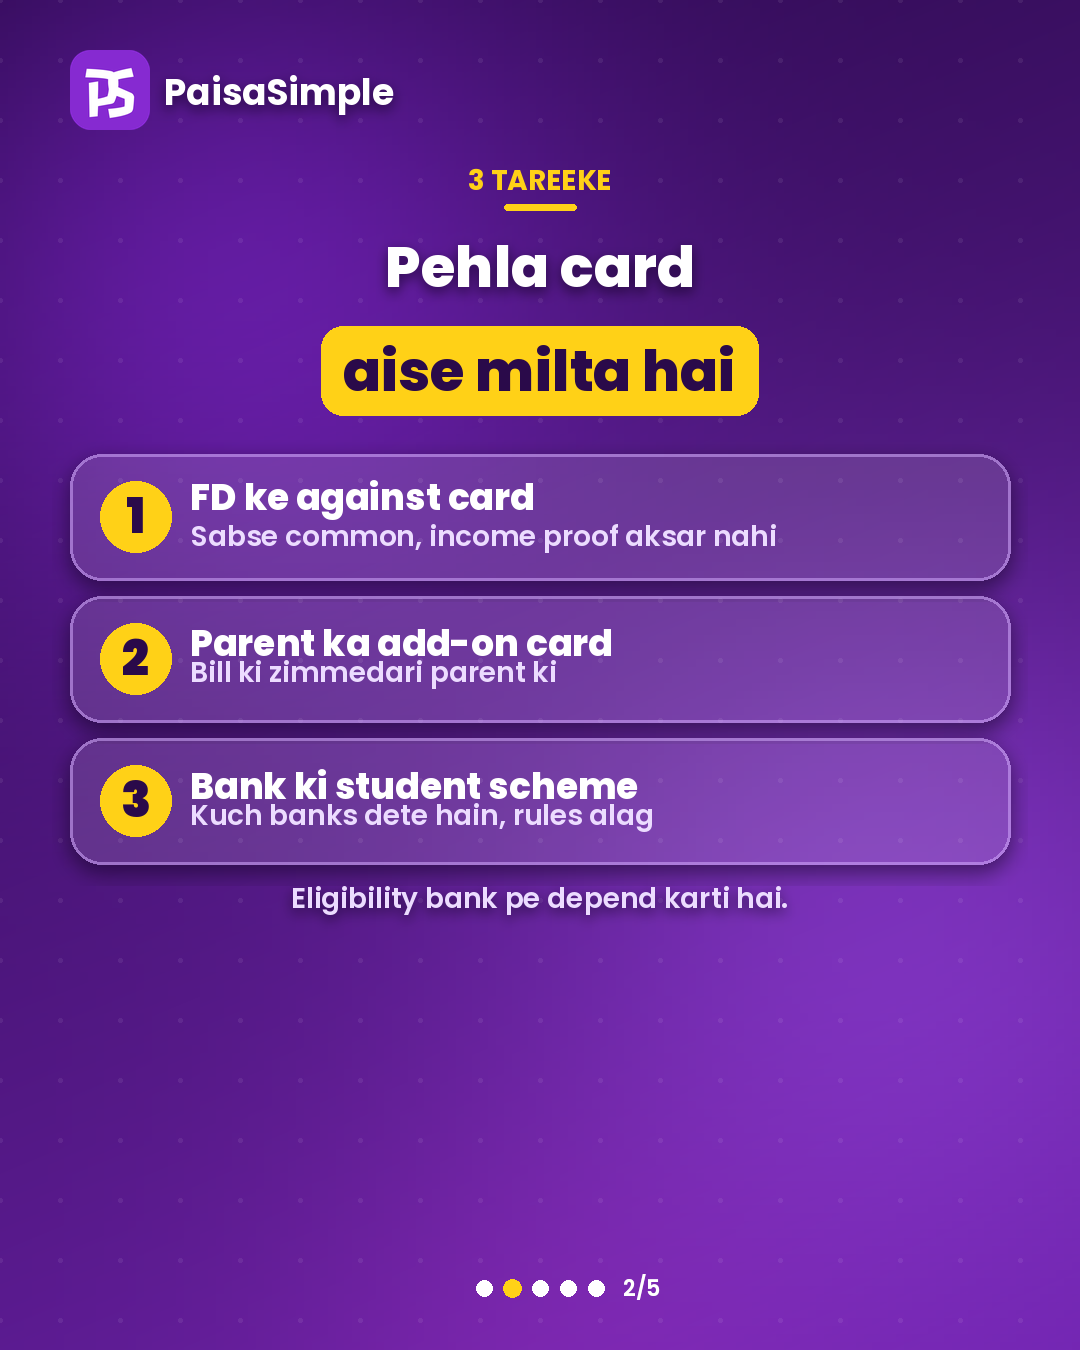 PS PaisaSimple
3 TAREEKE
Pehla card
aise milta hai
1 FD ke against card
Sabse common, income proof aksar nahi
2 Parent ka add-on card
Bill ki zimmedari parent ki
3 Bank ki student scheme
Kuch banks dete hain, rules alag
Eligibility bank pe depend karti hai.
2/5